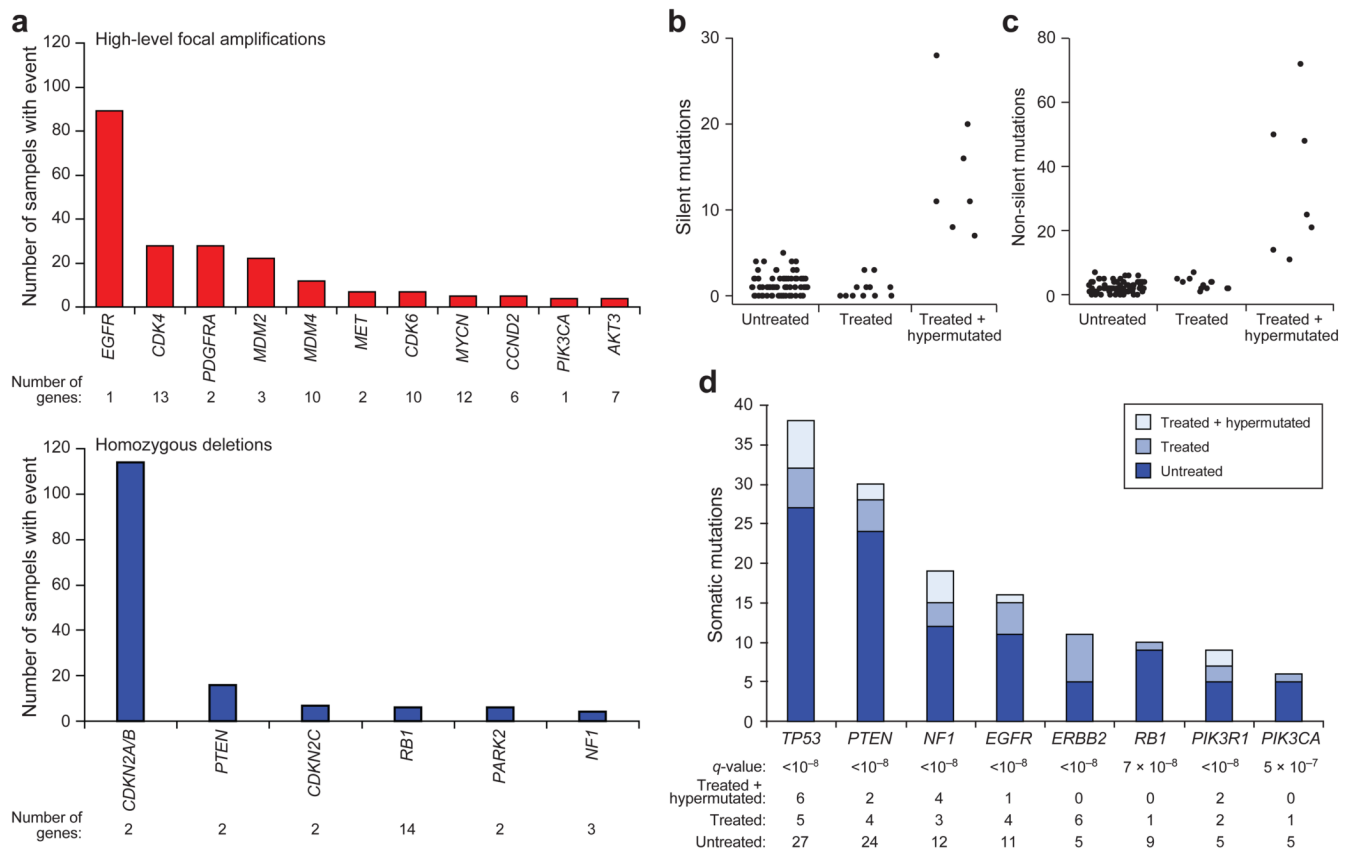 a
High-level focal amplifications
Number of sampels with event
120
100
80
60
40
20
0
EGFR CDK4 PDGFRA MDM2 MDM4 MET CDK6 MYCN CCND2 PIK3CA AKT3
Number of
genes: 1 13 2 3 10 2 10 12 6 1 7
Homozygous deletions
Number of sampels with event
120
100
80
60
40
20
0
CDKN2A/B PTEN CDKN2C RB1 PARK2 NF1
Number of
genes: 2 2 2 14 2 3
b
Silent mutations
30
20
10
0
Untreated Treated Treated +
hypermutated
c
Non-silent mutations
80
60
40
20
0
Untreated Treated Treated +
hypermutated
d
Somatic mutations
40
35
30
25
20
15
10
5
0
Treated + hypermutated
Treated
Untreated
TP53 PTEN NF1 EGFR ERBB2 RB1 PIK3R1 PIK3CA
q-value: <10⁻⁸ <10⁻⁸ <10⁻⁸ <10⁻⁸ <10⁻⁸ 7 × 10⁻⁸ <10⁻⁸ 5 × 10⁻⁷
Treated +
hypermutated: 6 2 4 1 0 0 2 0
Treated: 5 4 3 4 6 1 2 1
Untreated: 27 24 12 11 5 9 5 5